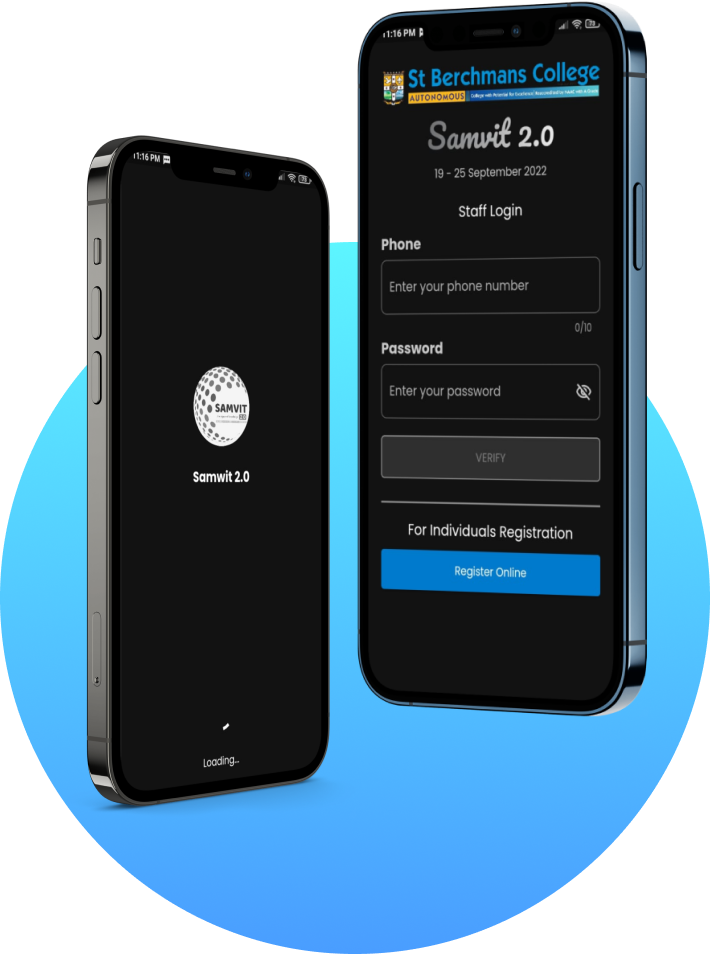 11:16 PM
SAMVIT
Samwit 2.0
Loading...
11:16 PM
St Berchmans College
AUTONOMOUS
Samvit 2.0
19 - 25 September 2022
Staff Login
Phone
Enter your phone number
0/10
Password
Enter your password
VERIFY
For Individuals Registration
Register Online